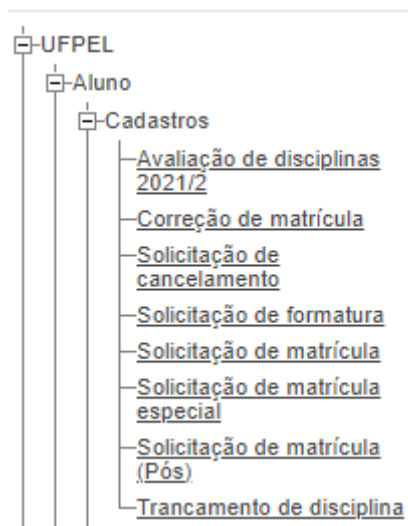 UFPEL
Aluno
Cadastros
Avaliação de disciplinas
2021/2
Correção de matrícula
Solicitação de
cancelamento
Solicitação de formatura
Solicitação de matrícula
Solicitação de matrícula
especial
Solicitação de matrícula
(Pós)
Trancamento de disciplina